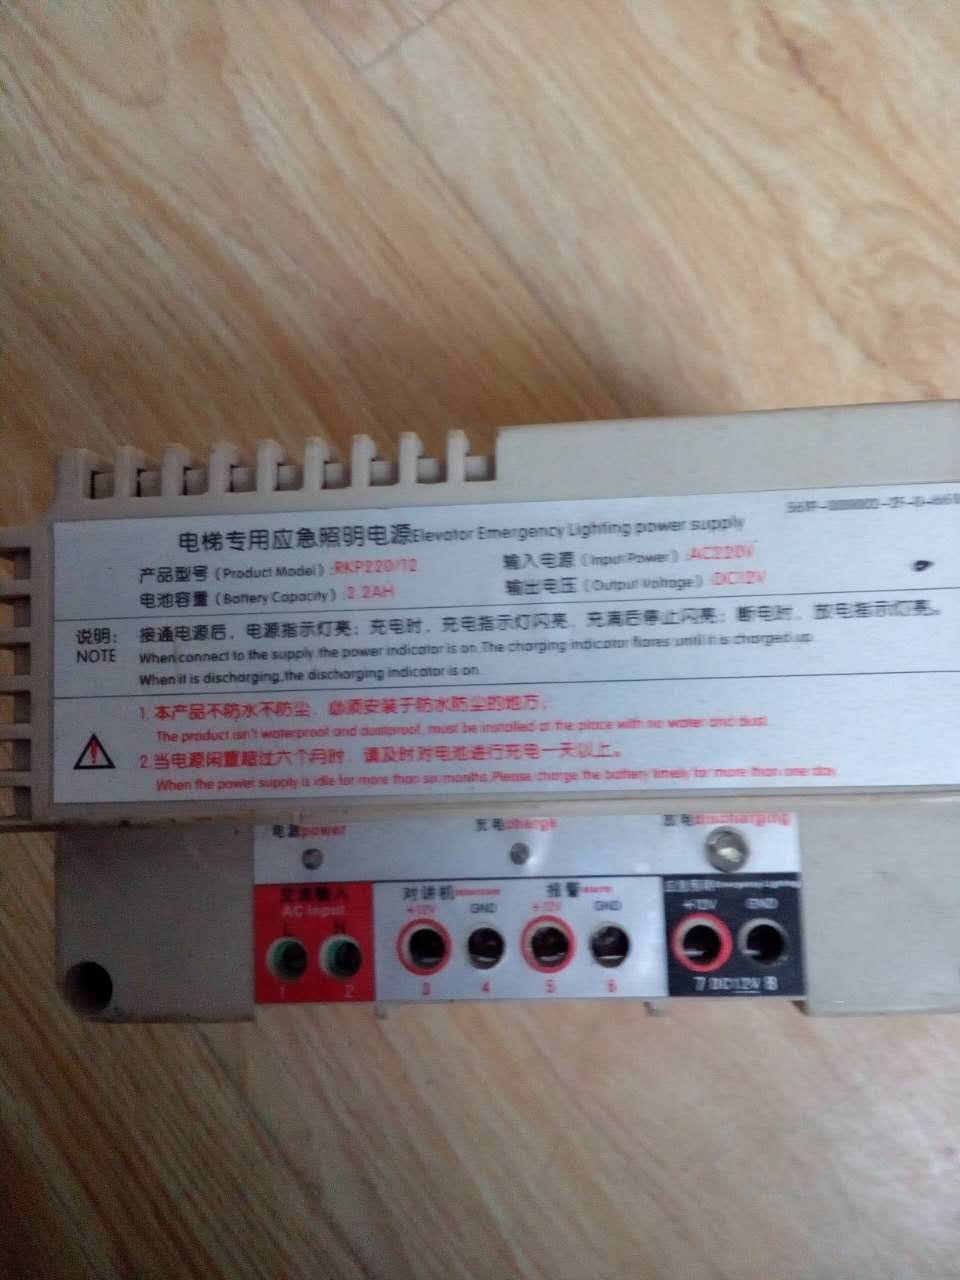 电梯专用应急照明电源Elevator Emergency Lighting power supply
产品型号（Product Model）:RKP220/12 输入电源（Input Power）:AC220V
电池容量（Battery Capacity）:2.2AH 输出电压（Output Voltage）:DC12V
说明: 接通电源后，电源指示灯亮；充电时，充电指示灯闪亮，充满后停止闪亮；断电时，放电指示灯亮。
NOTE When connect to the supply, the power indicator is on. The charging indicator flares until it is charged up
When it is discharging, the discharging indicator is on.
1. 本产品不防水不防尘，必须安装于防水防尘的地方；
The product isn't waterproof and dustproof, must be installed at the place with no water and dust.
2. 当电源闲置超过六个月时，请及时对电池进行充电一天以上。
When the power supply is idle for more than six months, Please charge the battery timely for more than one day
电源power 充电charge 放电discharging
交流输入 对讲机intercom 报警alarm
AC Input +12V GND +12V GND +12V GND
L N
1 2 3 4 5 6 7 DC12V 8